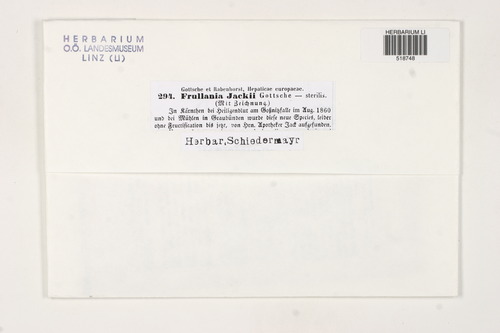 HERBARIUM
O.Ö. LANDESMUSEUM
LINZ (LI)
HERBARIUM LI
518748
Gottsche et Rabenhorst, Hepaticae europaeae.
294. Frullania Jackii Gottsche — sterilis.
(Mit Zeichnung)
In Kärnthen bei Heiligenblut am Goßnitzfalle im Aug. 1860
und bei Mühlen in Graubünden wurde diese neue Species, leider
ohne Fructification bis jetzt, von Hrn. Apotheker Jack aufgefunden.
Herbar,Schiedermayr